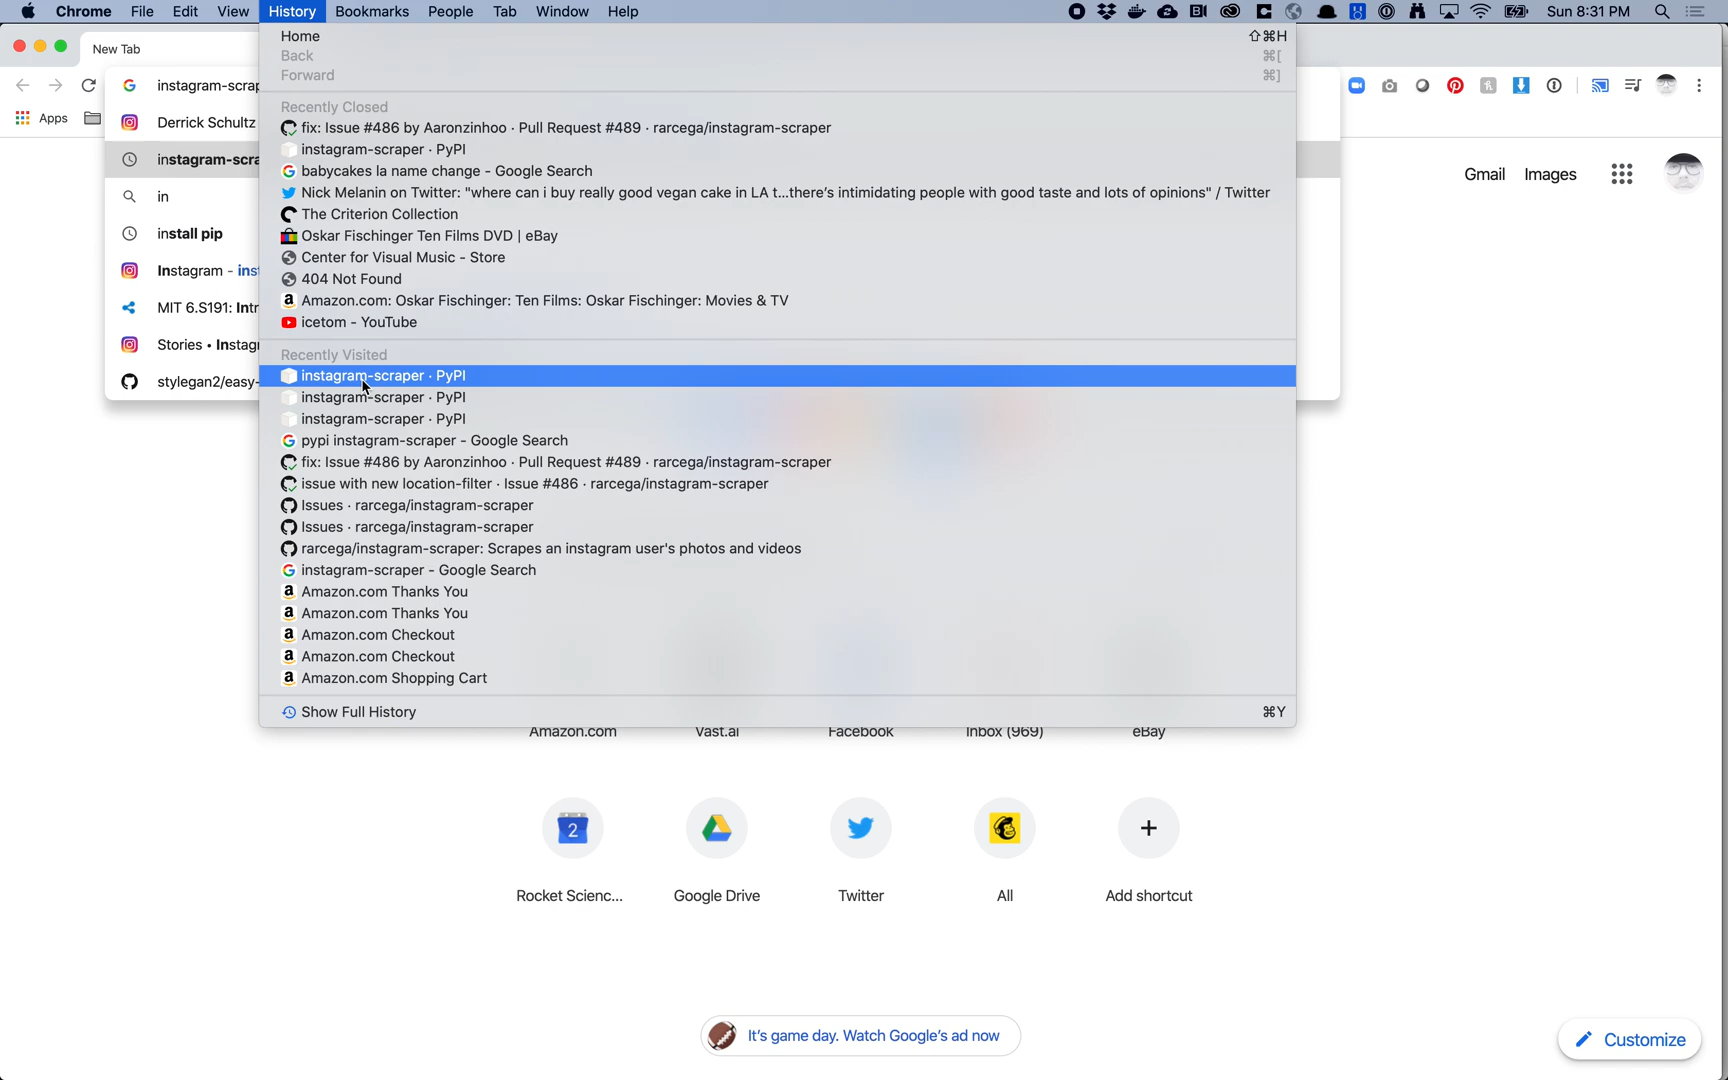 Chrome File Edit View History Bookmarks People Tab Window Help Sun 8:31 PM
New Tab
instagram-scrap
Apps
Derrick Schultz
instagram-scra
in
install pip
Instagram - inst
MIT 6.S191: Intr
Stories • Instag
stylegan2/easy-
Home ⇧⌘H
Back ⌘[
Forward ⌘]
Recently Closed
fix: Issue #486 by Aaronzinhoo · Pull Request #489 · rarcega/instagram-scraper
instagram-scraper · PyPI
babycakes la name change - Google Search
Nick Melanin on Twitter: "where can i buy really good vegan cake in LA t...there's intimidating people with good taste and lots of opinions" / Twitter
The Criterion Collection
Oskar Fischinger Ten Films DVD | eBay
Center for Visual Music - Store
404 Not Found
Amazon.com: Oskar Fischinger: Ten Films: Oskar Fischinger: Movies & TV
icetom - YouTube
Recently Visited
instagram-scraper · PyPI
instagram-scraper · PyPI
instagram-scraper · PyPI
pypi instagram-scraper - Google Search
fix: Issue #486 by Aaronzinhoo · Pull Request #489 · rarcega/instagram-scraper
issue with new location-filter · Issue #486 · rarcega/instagram-scraper
Issues · rarcega/instagram-scraper
Issues · rarcega/instagram-scraper
rarcega/instagram-scraper: Scrapes an instagram user's photos and videos
instagram-scraper - Google Search
Amazon.com Thanks You
Amazon.com Thanks You
Amazon.com Checkout
Amazon.com Checkout
Amazon.com Shopping Cart
Show Full History ⌘Y
Gmail Images
Amazon.com Vast.ai Facebook Inbox (969) eBay
2
Rocket Scienc... Google Drive Twitter All Add shortcut
It's game day. Watch Google's ad now
Customize